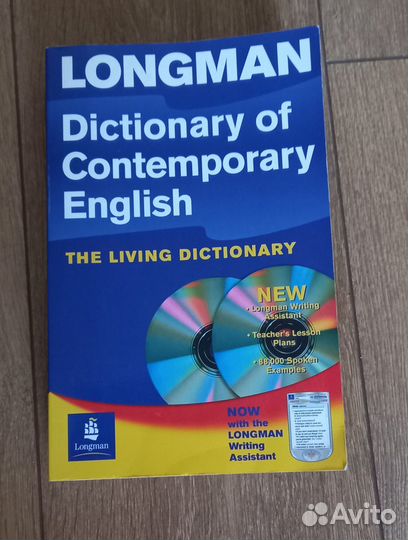 LONGMAN
Dictionary of
Contemporary
English
THE LIVING DICTIONARY
NEW
• Longman Writing
Assistant
• Teacher's Lesson
Plans
• 88,000 Spoken
Examples
NOW
with the
LONGMAN
Writing
Assistant
Longman
Avito